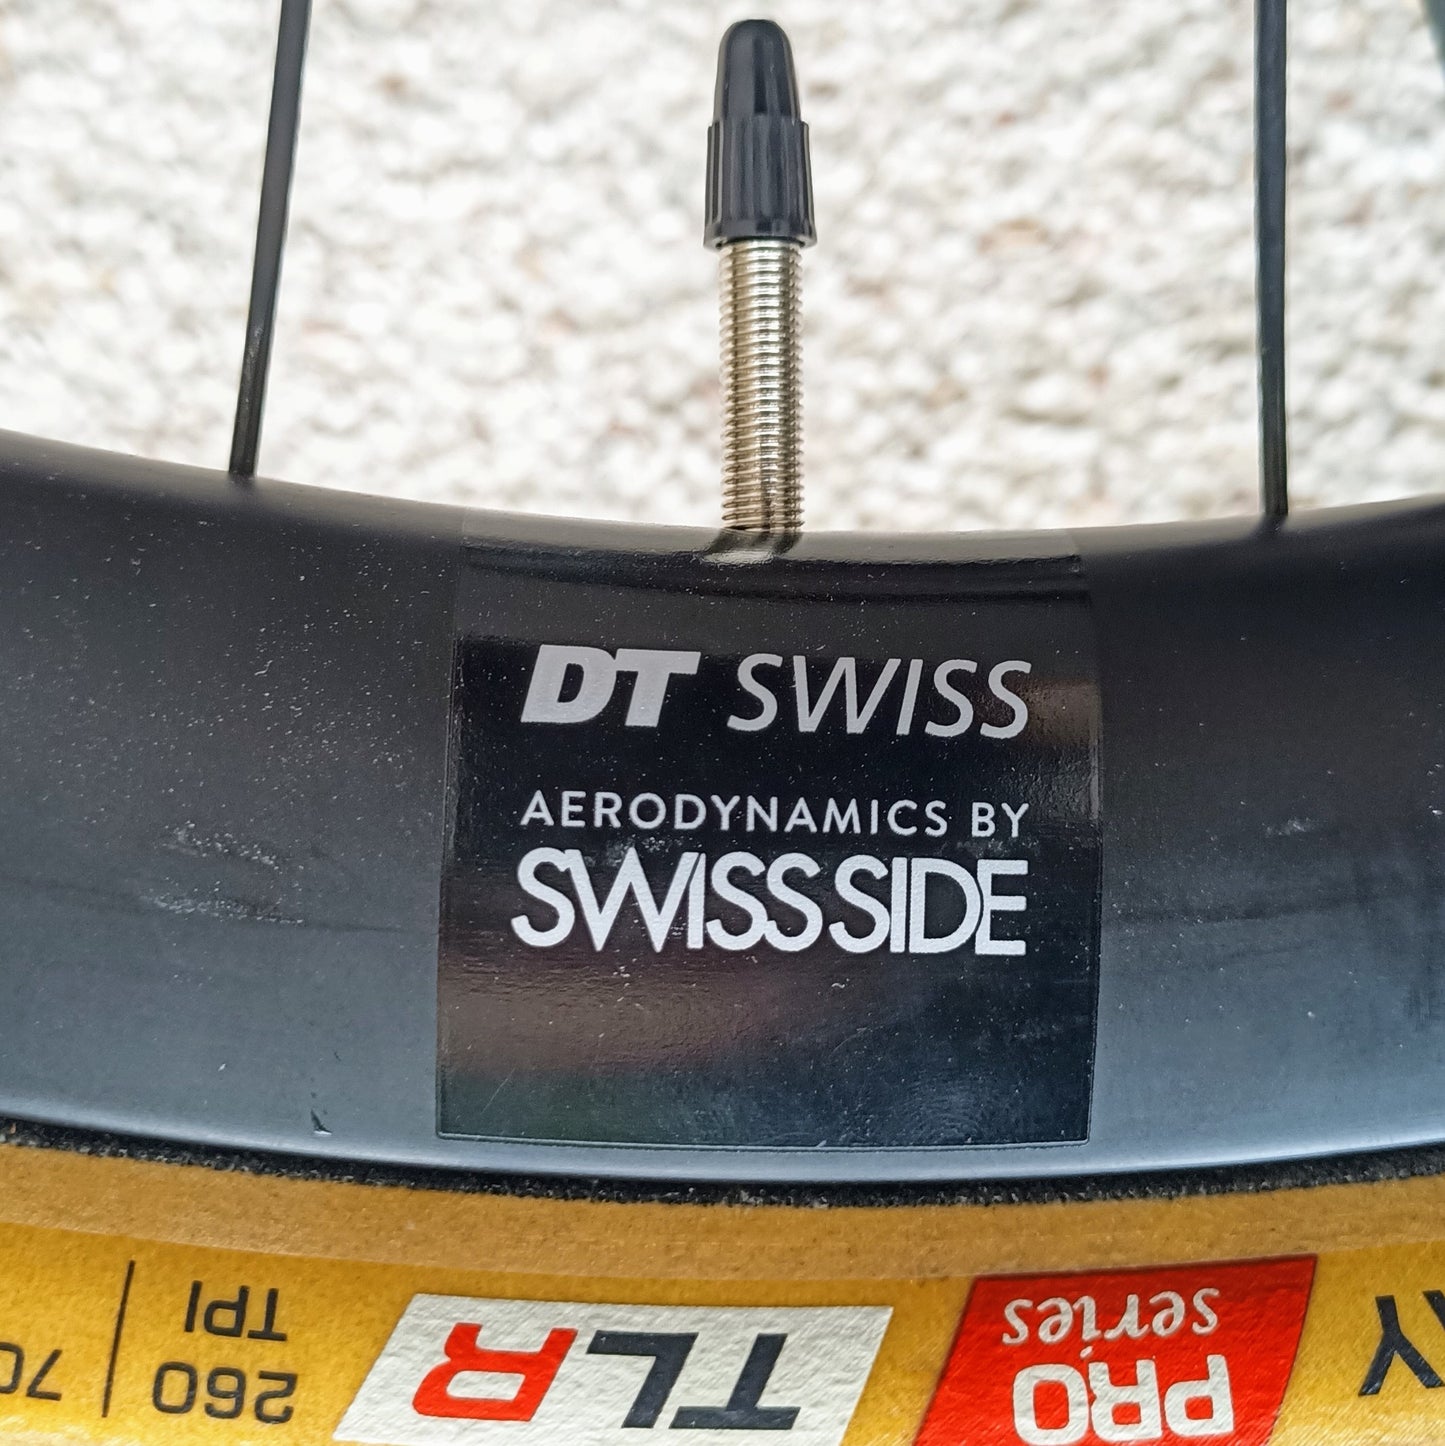 DT SWISS
AERODYNAMICS BY
SWISS SIDE
PRO
series
TLR
260
TPI